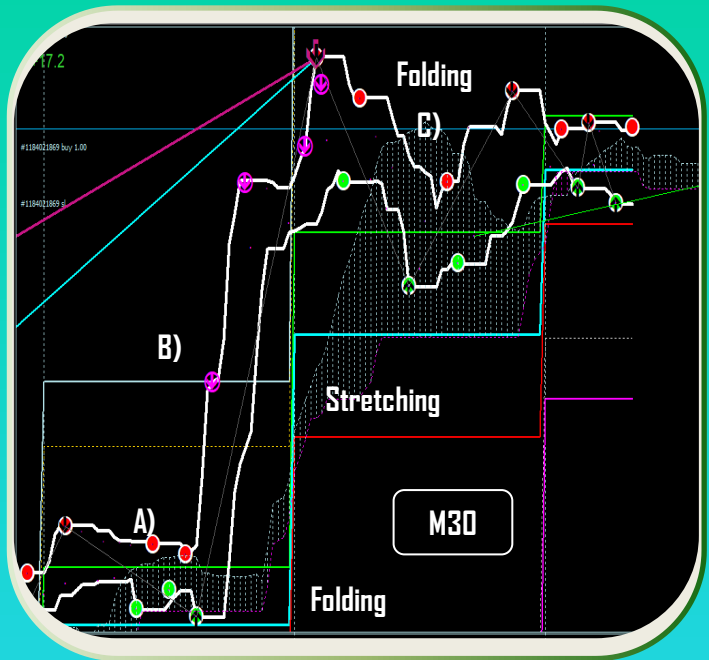 17.2
Folding
C)
#1184021869 buy 1.00
#1184021869 sl
B)
Stretching
A)
M30
Folding